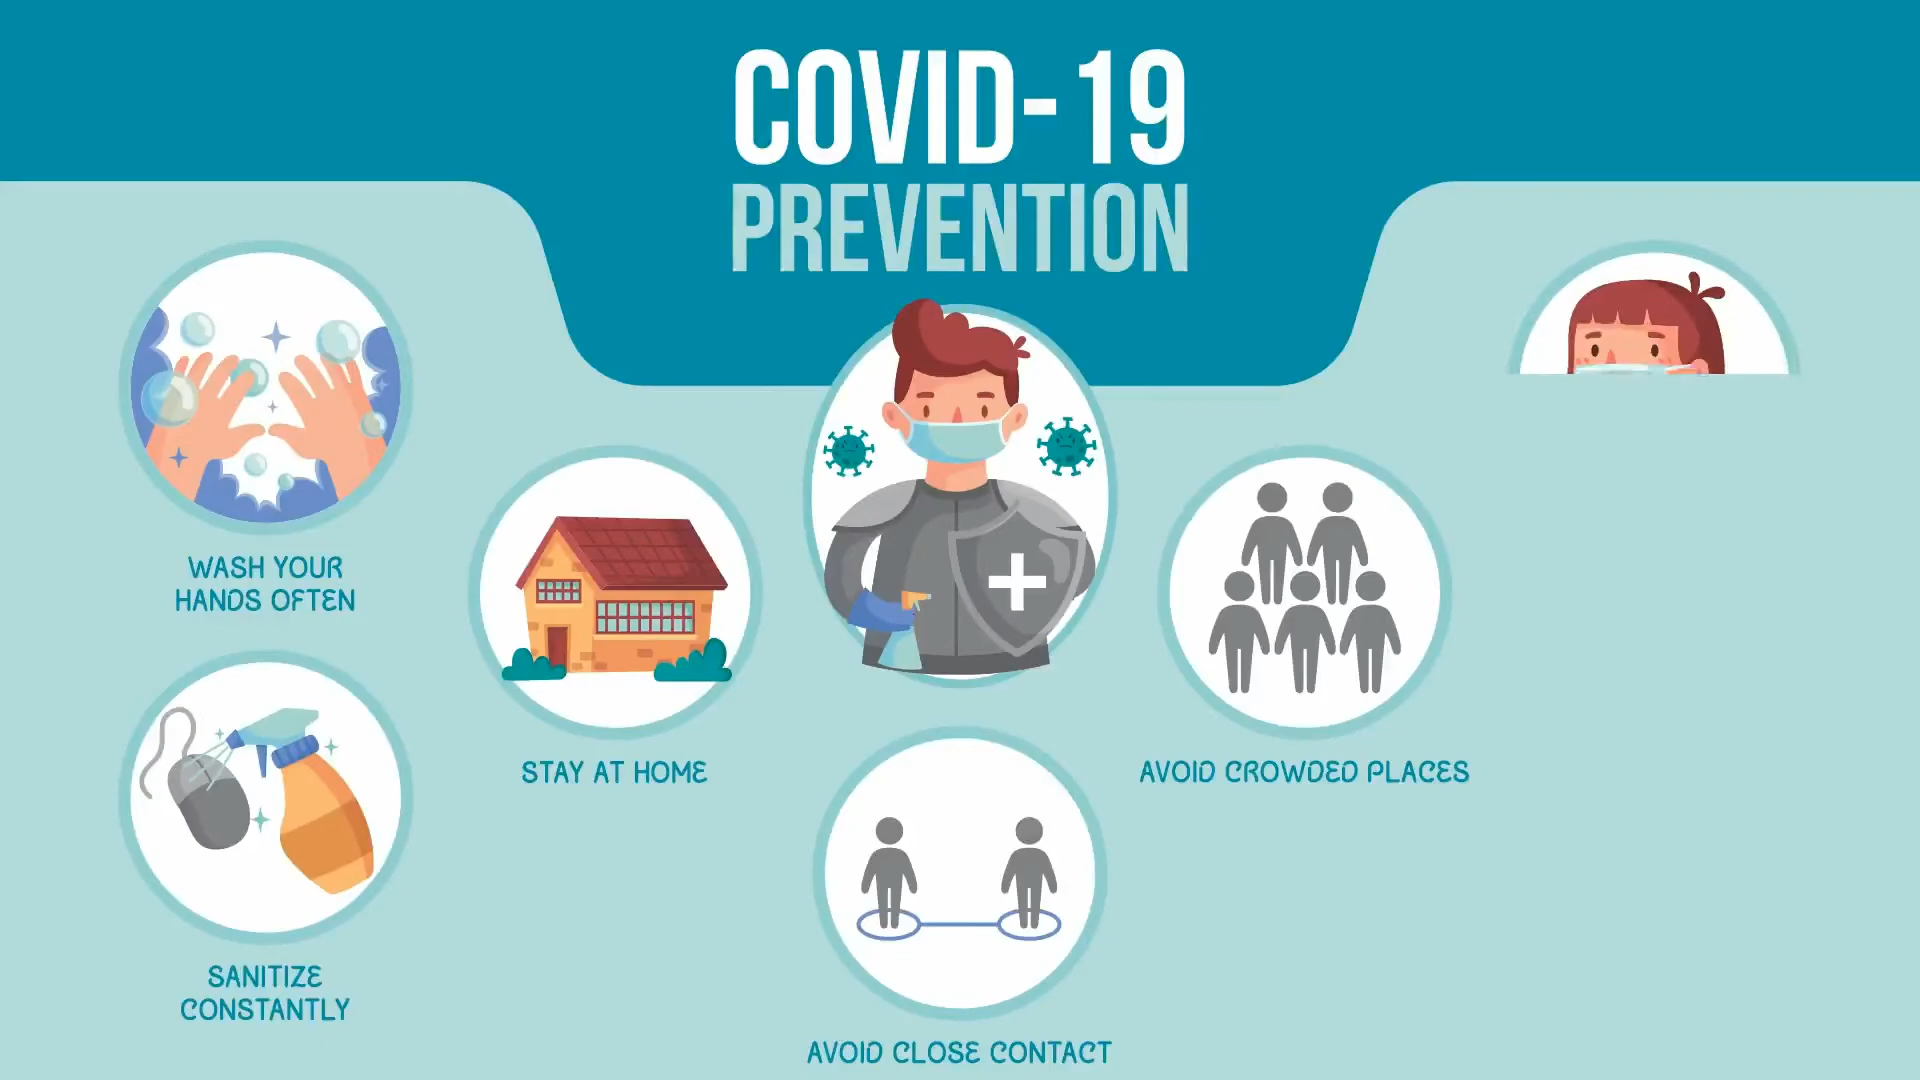 COVID-19
PREVENTION
WASH YOUR
HANDS OFTEN
SANITIZE
CONSTANTLY
STAY AT HOME
AVOID CLOSE CONTACT
AVOID CROWDED PLACES